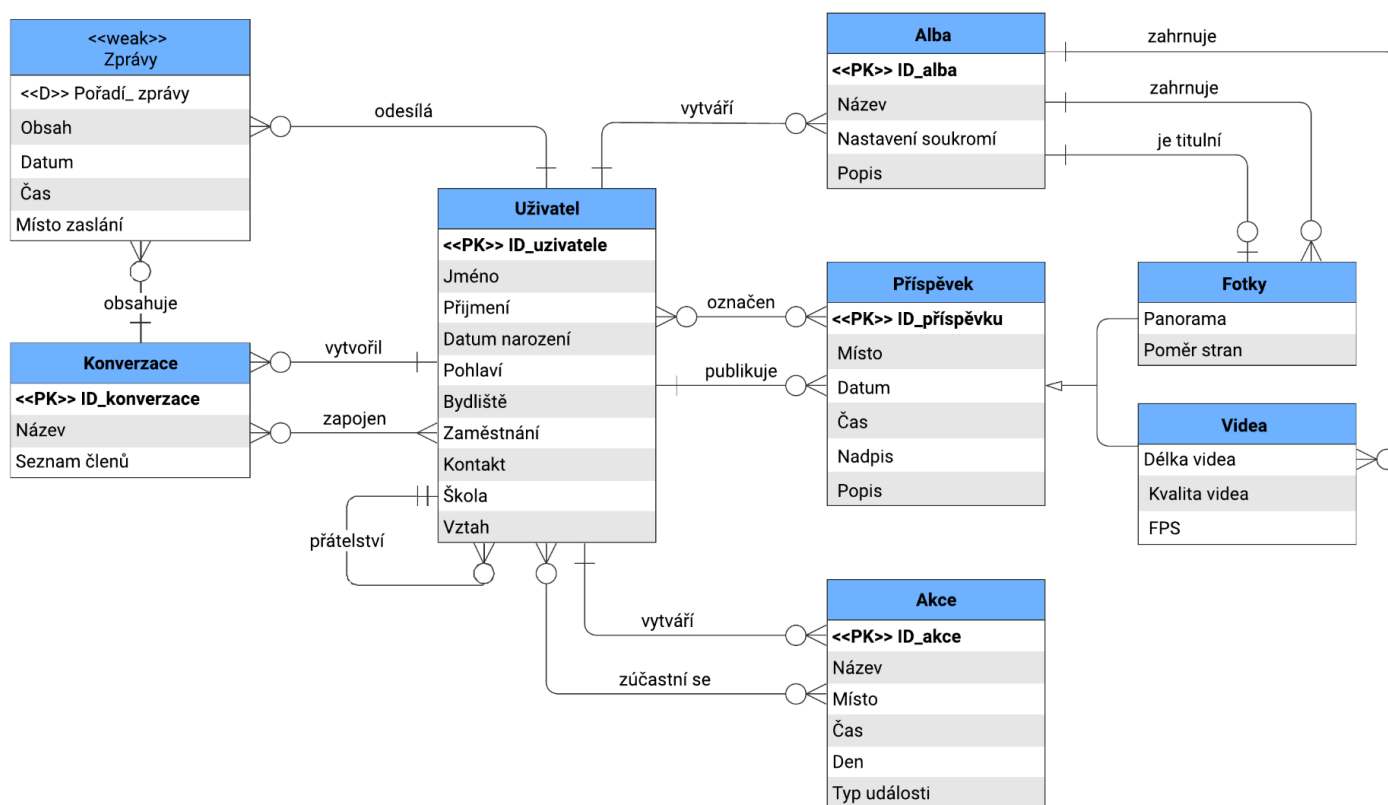 <<weak>>
Zprávy
<<D>> Pořadí_ zprávy
Obsah
Datum
Čas
Místo zaslání
odesílá
obsahuje
Konverzace
<<PK>> ID_konverzace
Název
Seznam členů
vytvořil
zapojen
přátelství
Uživatel
<<PK>> ID_uzivatele
Jméno
Přijmení
Datum narození
Pohlaví
Bydliště
Zaměstnání
Kontakt
Škola
Vztah
vytváří
označen
publikuje
vytváří
zúčastní se
Alba
<<PK>> ID_alba
Název
Nastavení soukromí
Popis
zahrnuje
zahrnuje
je titulní
Příspěvek
<<PK>> ID_příspěvku
Místo
Datum
Čas
Nadpis
Popis
Fotky
Panorama
Poměr stran
Videa
Délka videa
Kvalita videa
FPS
Akce
<<PK>> ID_akce
Název
Místo
Čas
Den
Typ události